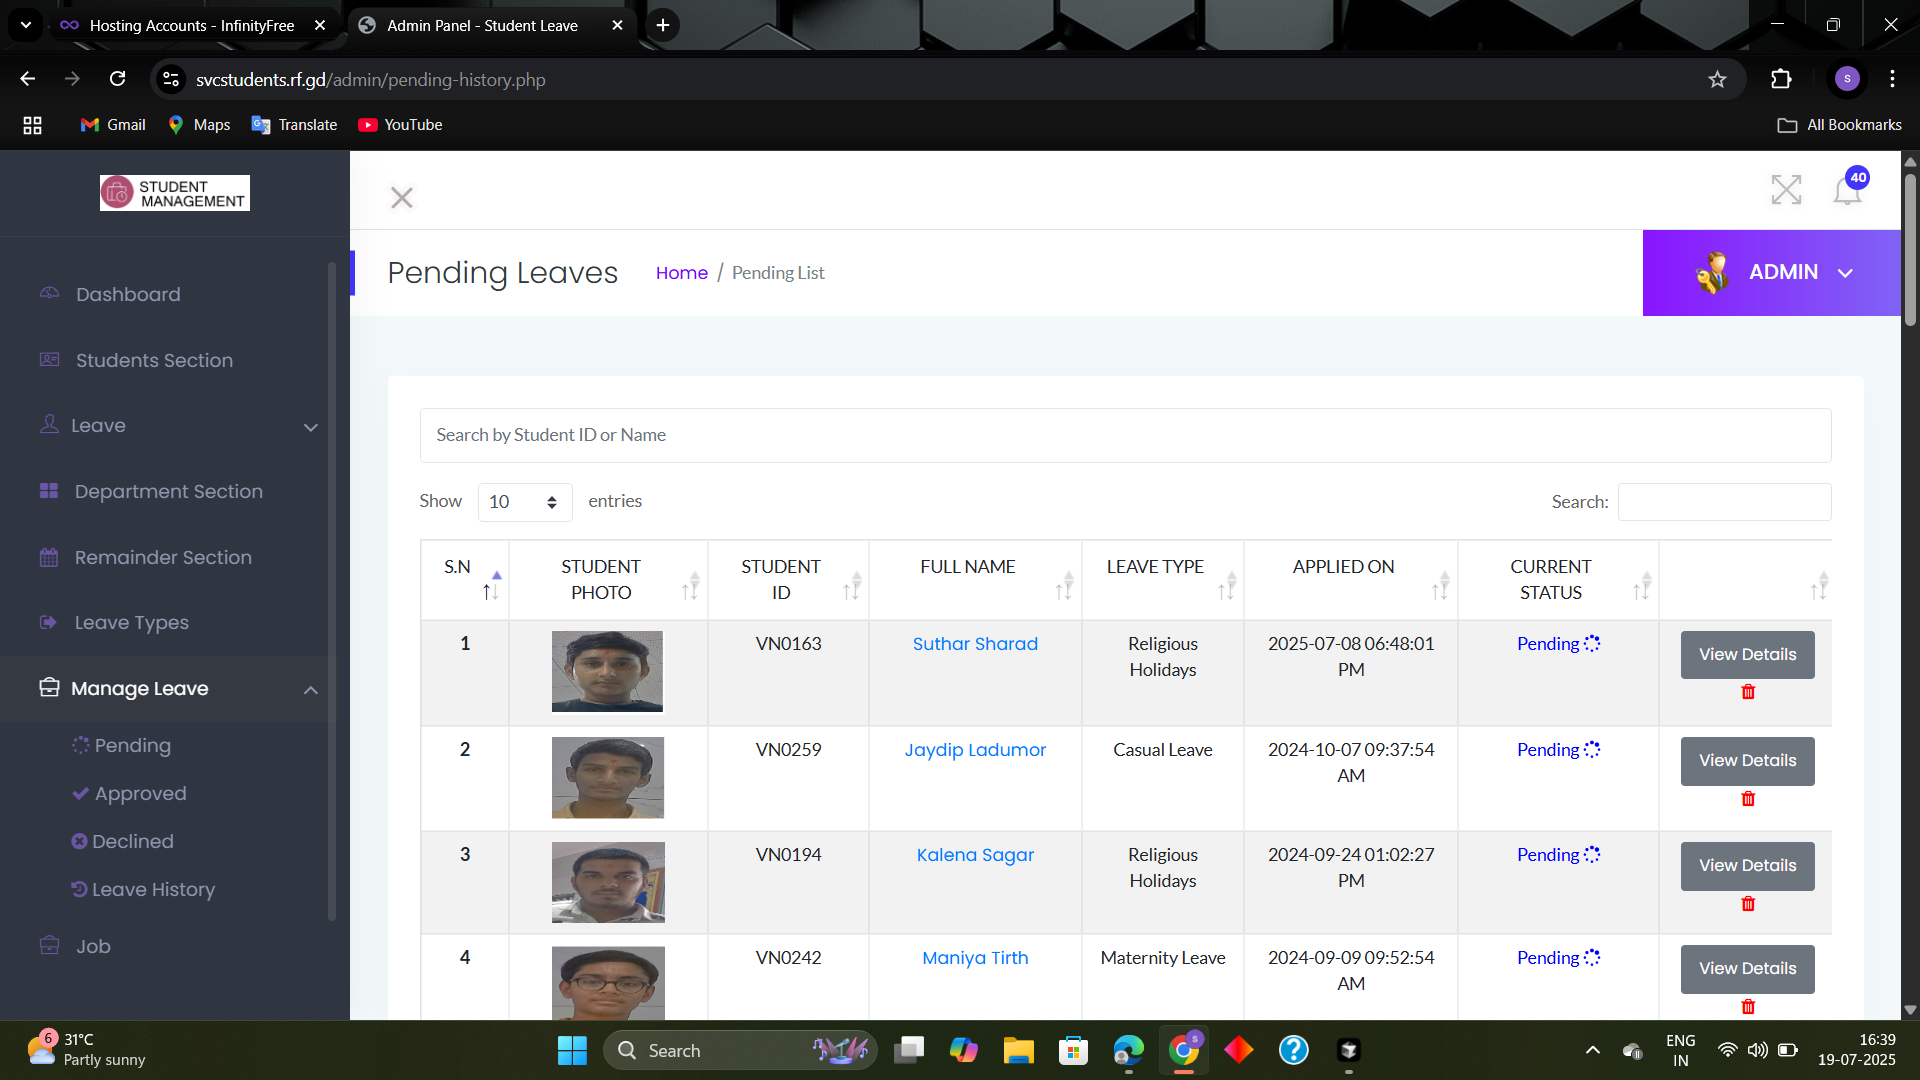 Hosting Accounts - InfinityFree
Admin Panel - Student Leave
svcstudents.rf.gd/admin/pending-history.php
S
Gmail
Maps
Translate
YouTube
All Bookmarks
STUDENT
MANAGEMENT
40
Pending Leaves
Home / Pending List
ADMIN
Dashboard
Students Section
Leave
Department Section
Remainder Section
Leave Types
Manage Leave
Pending
Approved
Declined
Leave History
Job
Search by Student ID or Name
Show 10 entries
Search:
S.N STUDENT PHOTO STUDENT ID FULL NAME LEAVE TYPE APPLIED ON CURRENT STATUS
1 VN0163 Suthar Sharad Religious Holidays 2025-07-08 06:48:01 PM Pending View Details
2 VN0259 Jaydip Ladumor Casual Leave 2024-10-07 09:37:54 AM Pending View Details
3 VN0194 Kalena Sagar Religious Holidays 2024-09-24 01:02:27 PM Pending View Details
4 VN0242 Maniya Tirth Maternity Leave 2024-09-09 09:52:54 AM Pending View Details
6
31°C
Partly sunny
Search
S
ENG
IN
16:39
19-07-2025